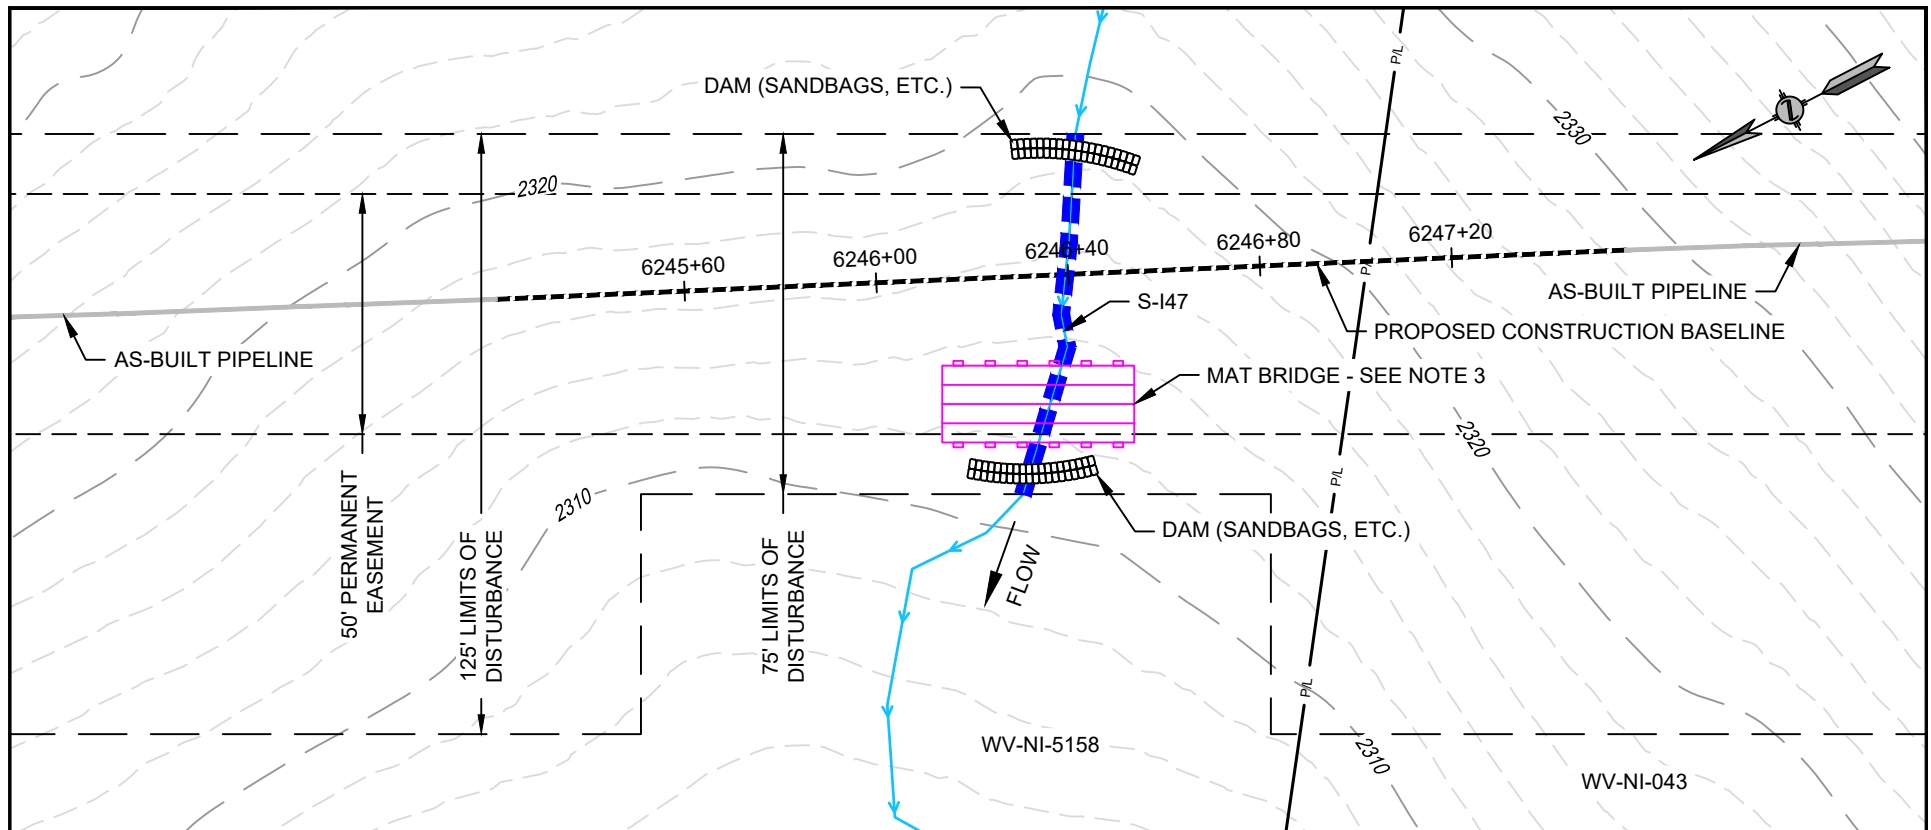 P/L
DAM (SANDBAGS, ETC.)
2330
2320
6245+60
6246+00
6246+40
6246+80
6247+20
P/L
S-I47
AS-BUILT PIPELINE
PROPOSED CONSTRUCTION BASELINE
AS-BUILT PIPELINE
MAT BRIDGE - SEE NOTE 3
2320
P/L
2310
50' PERMANENT
EASEMENT
125' LIMITS OF
DISTURBANCE
75' LIMITS OF
DISTURBANCE
DAM (SANDBAGS, ETC.)
FLOW
P/L
WV-NI-5158
2310
WV-NI-043